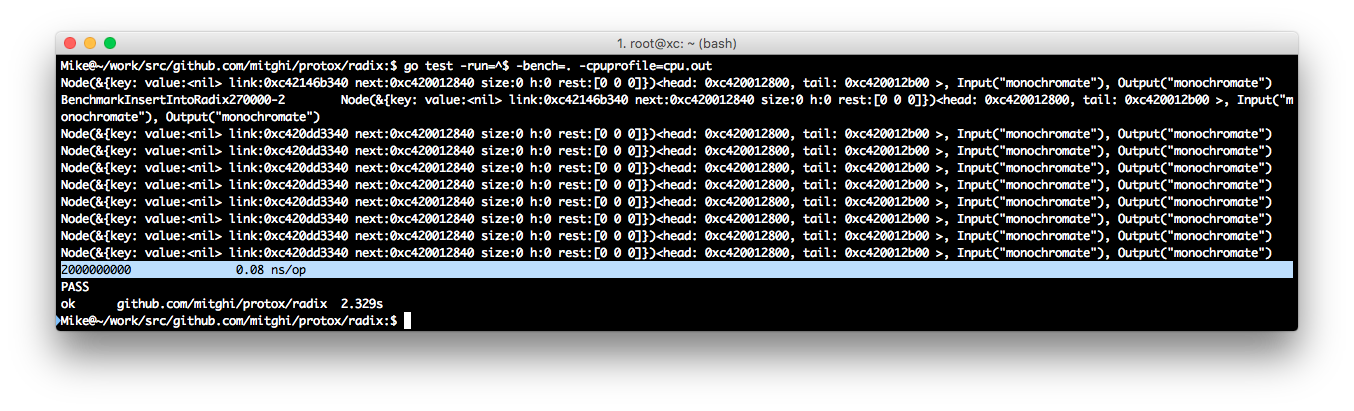 1. root@xc: ~ (bash)
Mike@~/work/src/github.com/mitghi/protox/radix:$ go test -run=^$ -bench=. -cpuprofile=cpu.out
Node(&{key: value:<nil> link:0xc42146b340 next:0xc420012840 size:0 h:0 rest:[0 0 0]})<head: 0xc420012800, tail: 0xc420012b00 >, Input("monochromate"), Output("monochromate")
BenchmarkInsertIntoRadix270000-2        Node(&{key: value:<nil> link:0xc42146b340 next:0xc420012840 size:0 h:0 rest:[0 0 0]})<head: 0xc420012800, tail: 0xc420012b00 >, Input("m
onochromate"), Output("monochromate")
Node(&{key: value:<nil> link:0xc420dd3340 next:0xc420012840 size:0 h:0 rest:[0 0 0]})<head: 0xc420012800, tail: 0xc420012b00 >, Input("monochromate"), Output("monochromate")
Node(&{key: value:<nil> link:0xc420dd3340 next:0xc420012840 size:0 h:0 rest:[0 0 0]})<head: 0xc420012800, tail: 0xc420012b00 >, Input("monochromate"), Output("monochromate")
Node(&{key: value:<nil> link:0xc420dd3340 next:0xc420012840 size:0 h:0 rest:[0 0 0]})<head: 0xc420012800, tail: 0xc420012b00 >, Input("monochromate"), Output("monochromate")
Node(&{key: value:<nil> link:0xc420dd3340 next:0xc420012840 size:0 h:0 rest:[0 0 0]})<head: 0xc420012800, tail: 0xc420012b00 >, Input("monochromate"), Output("monochromate")
Node(&{key: value:<nil> link:0xc420dd3340 next:0xc420012840 size:0 h:0 rest:[0 0 0]})<head: 0xc420012800, tail: 0xc420012b00 >, Input("monochromate"), Output("monochromate")
Node(&{key: value:<nil> link:0xc420dd3340 next:0xc420012840 size:0 h:0 rest:[0 0 0]})<head: 0xc420012800, tail: 0xc420012b00 >, Input("monochromate"), Output("monochromate")
Node(&{key: value:<nil> link:0xc420dd3340 next:0xc420012840 size:0 h:0 rest:[0 0 0]})<head: 0xc420012800, tail: 0xc420012b00 >, Input("monochromate"), Output("monochromate")
Node(&{key: value:<nil> link:0xc420dd3340 next:0xc420012840 size:0 h:0 rest:[0 0 0]})<head: 0xc420012800, tail: 0xc420012b00 >, Input("monochromate"), Output("monochromate")
2000000000               0.08 ns/op
PASS
ok      github.com/mitghi/protox/radix  2.329s
Mike@~/work/src/github.com/mitghi/protox/radix:$